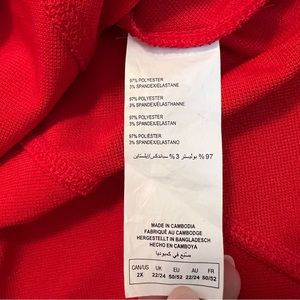 97% POLYESTER
3% SPANDEX/ELASTANE
97% POLYESTER
3% SPANDEX/ELASTHANNE
97% POLYESTER
3% SPANDEX/ELASTAN
97% POLIÉSTER
3% SPANDEX/ELASTANO
97% بوليستر 3% سباندكس/إيلستاين
MADE IN CAMBODIA
FABRIQUÉ AU CAMBODGE
HERGESTELLT IN BANGLADESCH
HECHO EN CAMBOYA
صنع في كمبوديا
CAN/US UK EU AU FR
2X 22/24 50/52 22/24 50/52